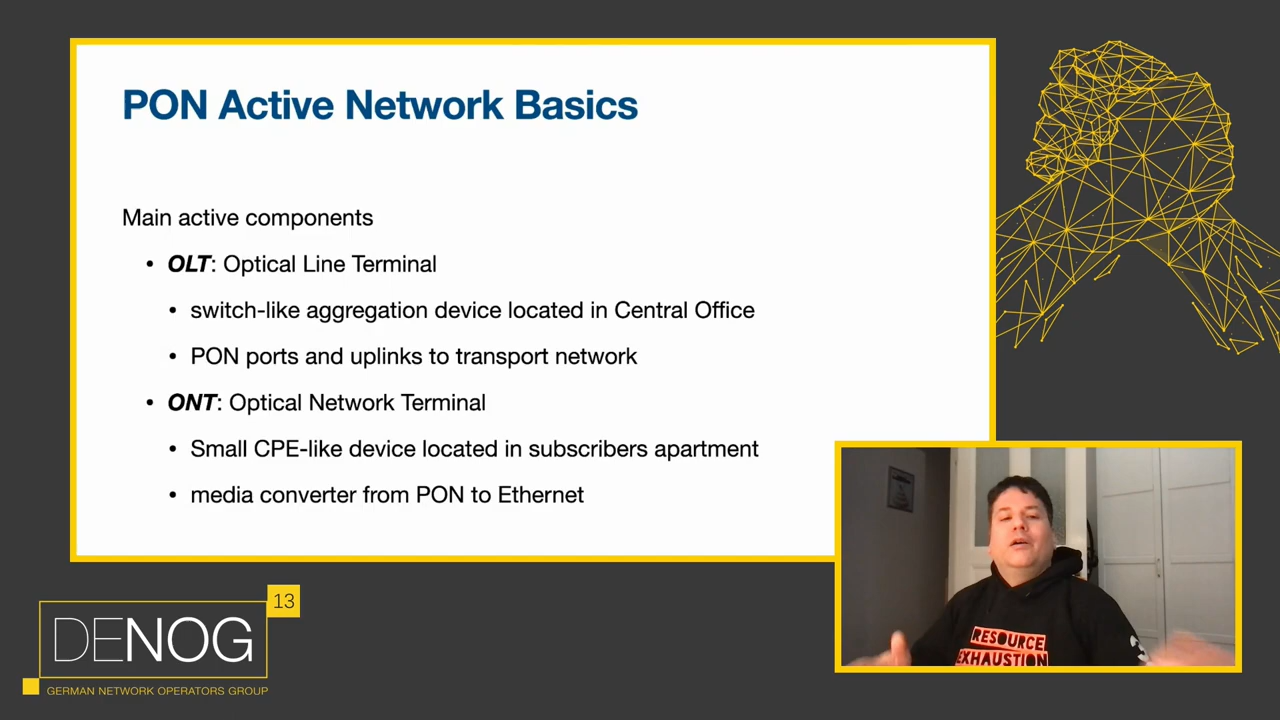 PON Active Network Basics
Main active components
• OLT: Optical Line Terminal
• switch-like aggregation device located in Central Office
• PON ports and uplinks to transport network
• ONT: Optical Network Terminal
• Small CPE-like device located in subscribers apartment
• media converter from PON to Ethernet
RESOURCE
EXHAUSTION
13
DENOG
GERMAN NETWORK OPERATORS GROUP